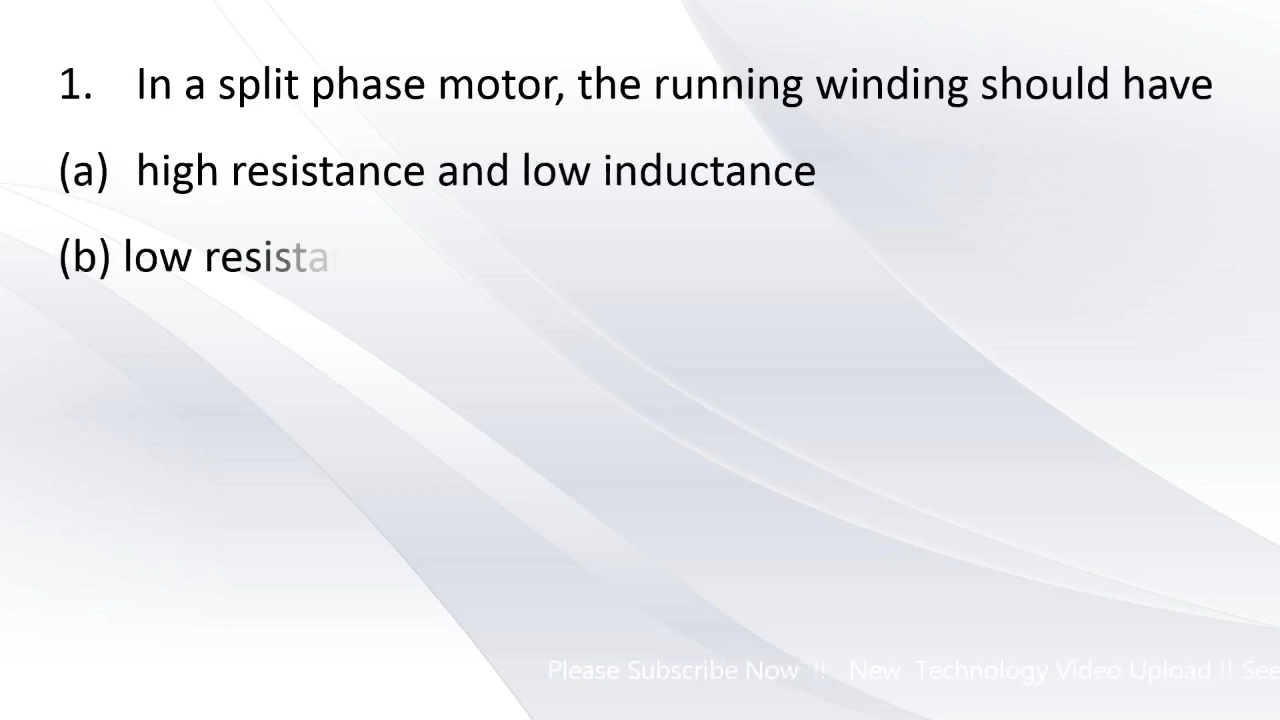 1. In a split phase motor, the running winding should have
(a) high resistance and low inductance
(b) low resista
Please Subscribe Now !! New Technology Video Upload !! See